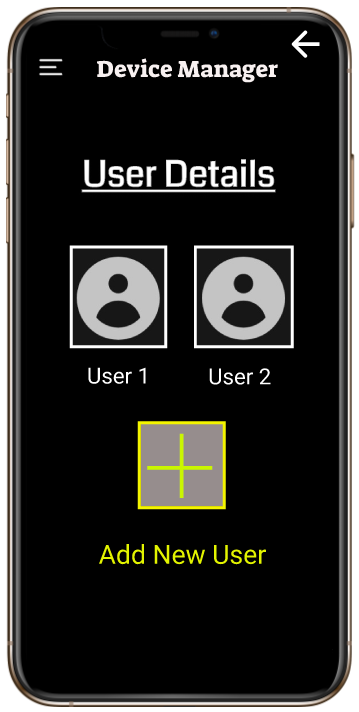 Device Manager
User Details
User 1
User 2
Add New User